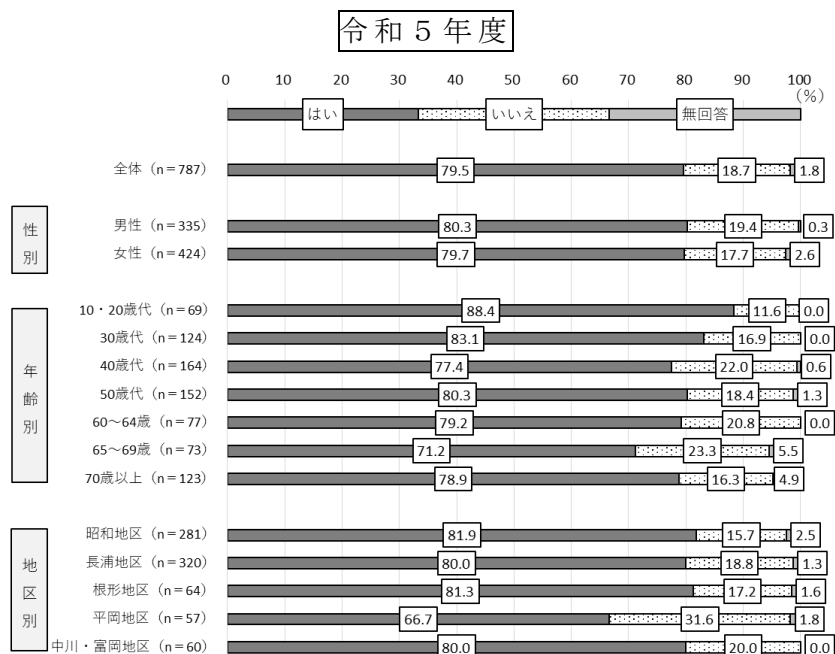 令和５年度
0 10 20 30 40 50 60 70 80 90 100
(%)
はい いいえ 無回答
全体（n＝787） 79.5 18.7 1.8
性別
男性（n＝335） 80.3 19.4 0.3
女性（n＝424） 79.7 17.7 2.6
年齢別
10・20歳代（n＝69） 88.4 11.6 0.0
30歳代（n＝124） 83.1 16.9 0.0
40歳代（n＝164） 77.4 22.0 0.6
50歳代（n＝152） 80.3 18.4 1.3
60～64歳（n＝77） 79.2 20.8 0.0
65～69歳（n＝73） 71.2 23.3 5.5
70歳以上（n＝123） 78.9 16.3 4.9
地区別
昭和地区（n＝281） 81.9 15.7 2.5
長浦地区（n＝320） 80.0 18.8 1.3
根形地区（n＝64） 81.3 17.2 1.6
平岡地区（n＝57） 66.7 31.6 1.8
中川・富岡地区（n＝60） 80.0 20.0 0.0